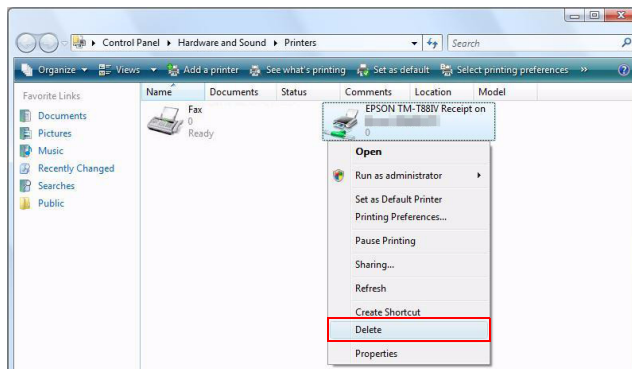 Control Panel Hardware and Sound Printers Search
Organize Views Add a printer See what's printing Set as default Select printing preferences »
Favorite Links
Documents
Pictures
Music
Recently Changed
Searches
Public
Name Documents Status Comments Location Model
Fax
0
Ready
EPSON TM-T88IV Receipt on
0
Open
Run as administrator
Set as Default Printer
Printing Preferences...
Pause Printing
Sharing...
Refresh
Create Shortcut
Delete
Properties